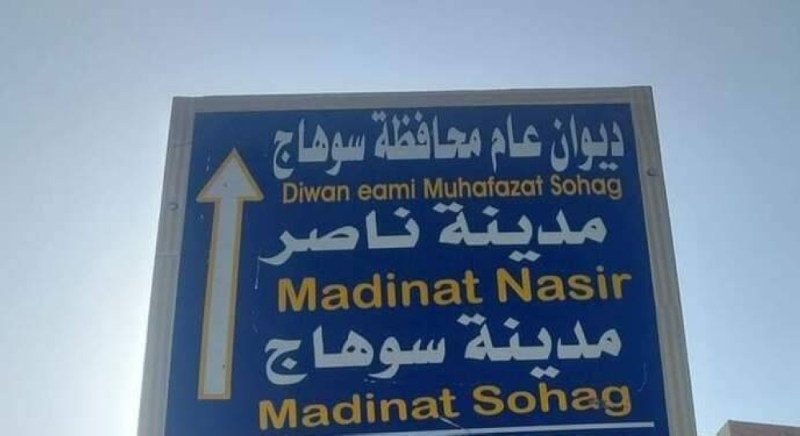 ديوان عام محافظة سوهاج
Diwan eami Muhafazat Sohag
مدينة ناصر
Madinat Nasir
مدينة سوهاج
Madinat Sohag